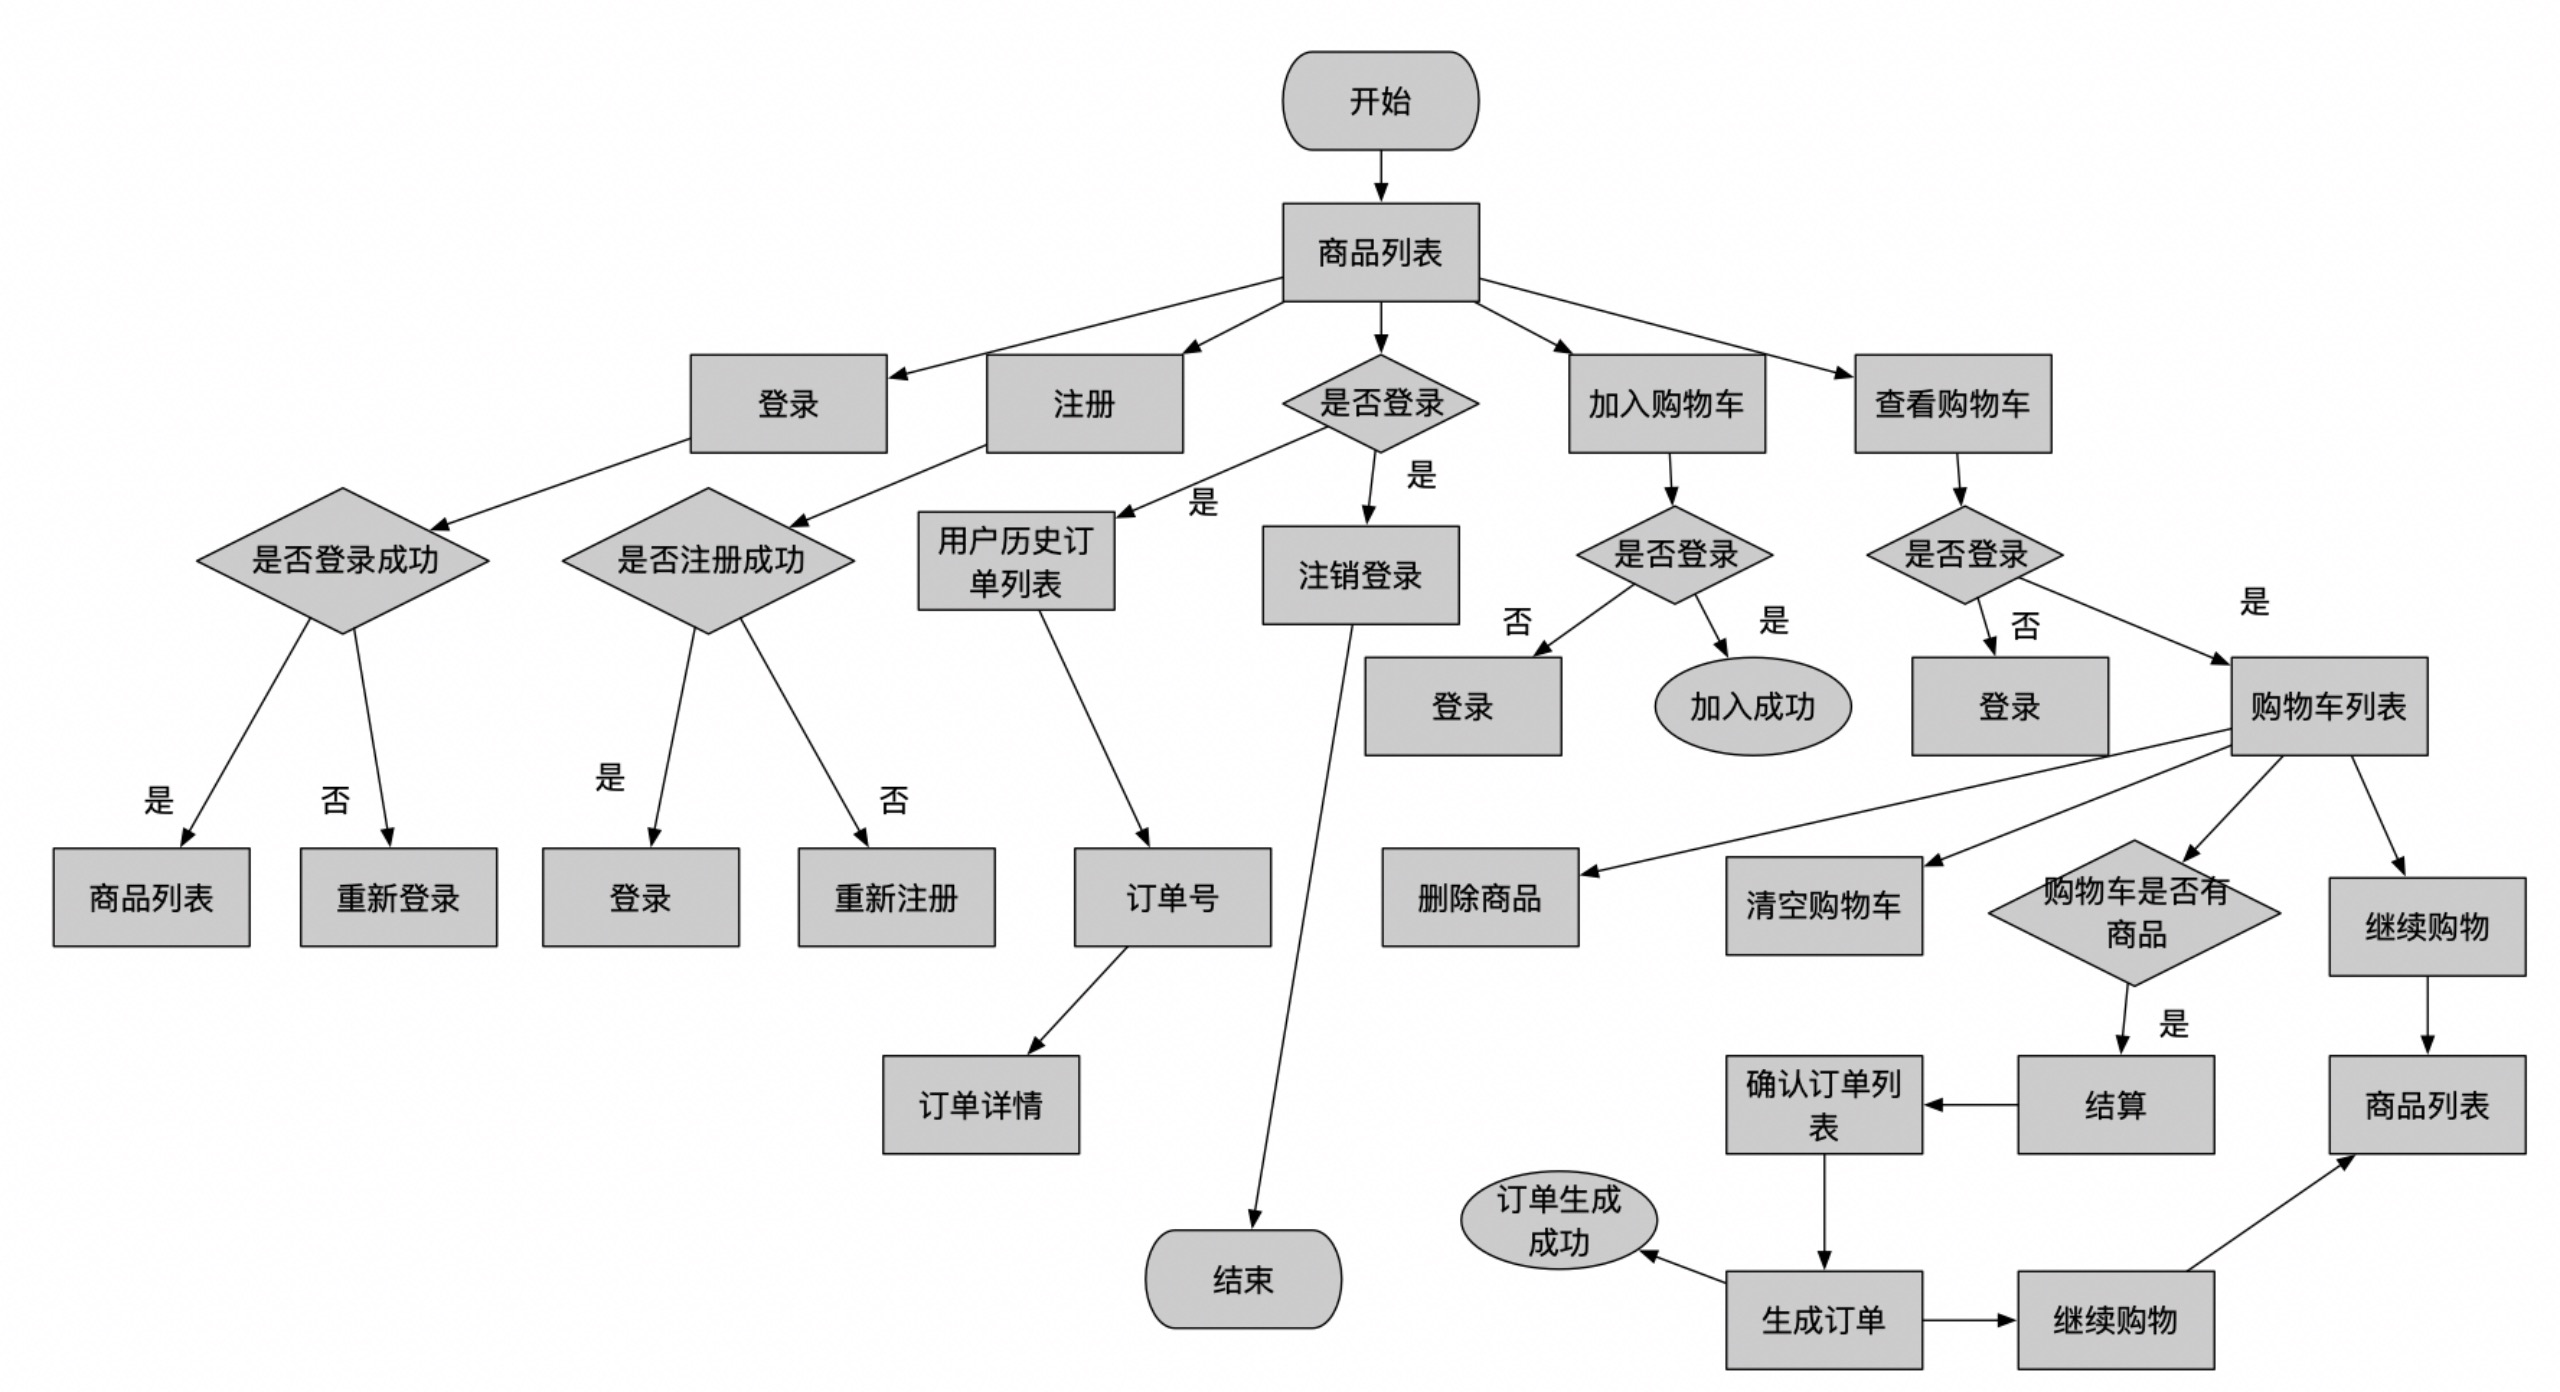 开始
商品列表
登录
注册
是否登录
加入购物车
查看购物车
是
是
是否登录成功
是否注册成功
用户历史订
单列表
注销登录
是否登录
是否登录
否
是
否
是
登录
加入成功
登录
购物车列表
是
否
是
否
商品列表
重新登录
登录
重新注册
订单号
删除商品
清空购物车
购物车是否有
商品
继续购物
是
订单详情
确认订单列
表
结算
商品列表
订单生成
成功
结束
生成订单
继续购物